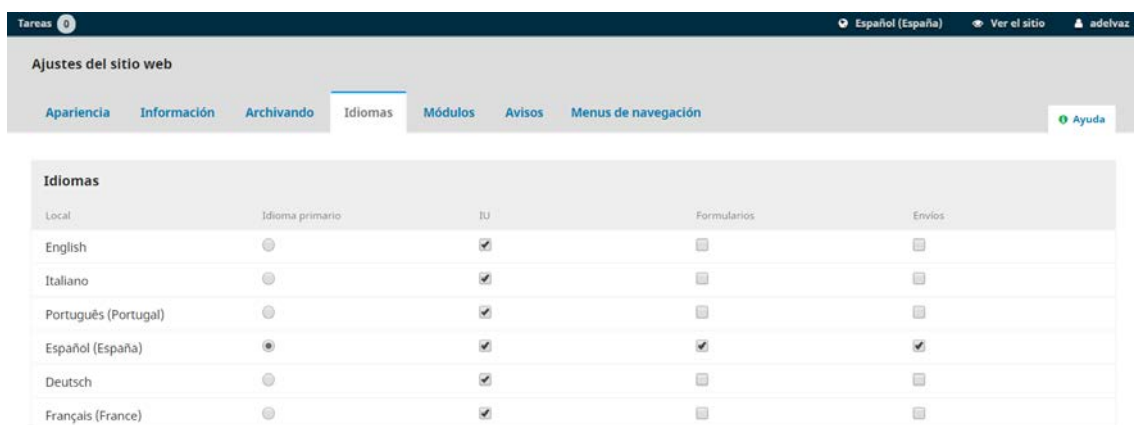 Tareas 0 Español (España) Ver el sitio adelvaz
Ajustes del sitio web
Apariencia Información Archivando Idiomas Módulos Avisos Menus de navegación Ayuda
Idiomas
Local Idioma primario IU Formularios Envíos
English
Italiano
Português (Portugal)
Español (España)
Deutsch
Français (France)